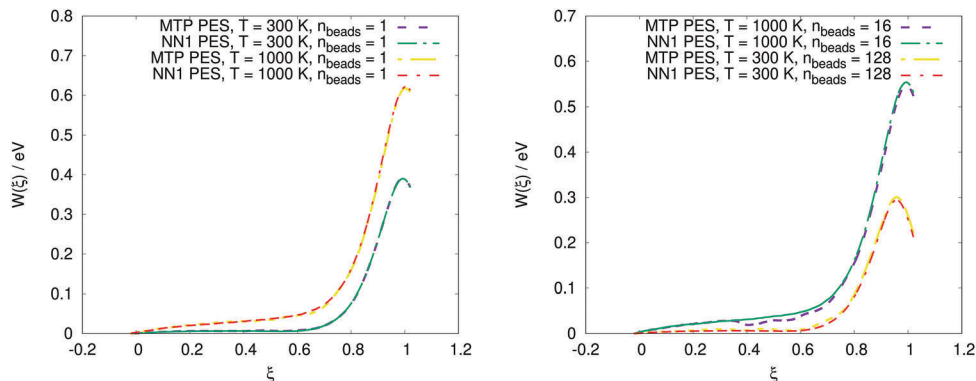 MTP PES, T = 300 K, n_beads = 1
NN1 PES, T = 300 K, n_beads = 1
MTP PES, T = 1000 K, n_beads = 1
NN1 PES, T = 1000 K, n_beads = 1
0.8
0.7
0.6
0.5
0.4
0.3
0.2
0.1
0
W(ξ) / eV
-0.2 0 0.2 0.4 0.6 0.8 1 1.2
ξ
MTP PES, T = 1000 K, n_beads = 16
NN1 PES, T = 1000 K, n_beads = 16
MTP PES, T = 300 K, n_beads = 128
NN1 PES, T = 300 K, n_beads = 128
0.7
0.6
0.5
0.4
0.3
0.2
0.1
0
W(ξ) / eV
-0.2 0 0.2 0.4 0.6 0.8 1 1.2
ξ